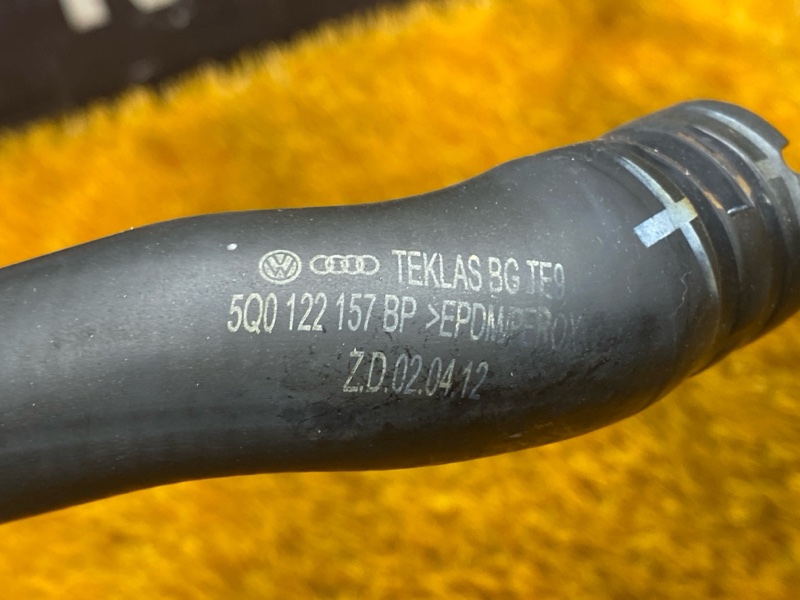 TEKLAS BG TE9
5Q0 122 157 BP >EPDM/PEROX
Z.D.02.04.12